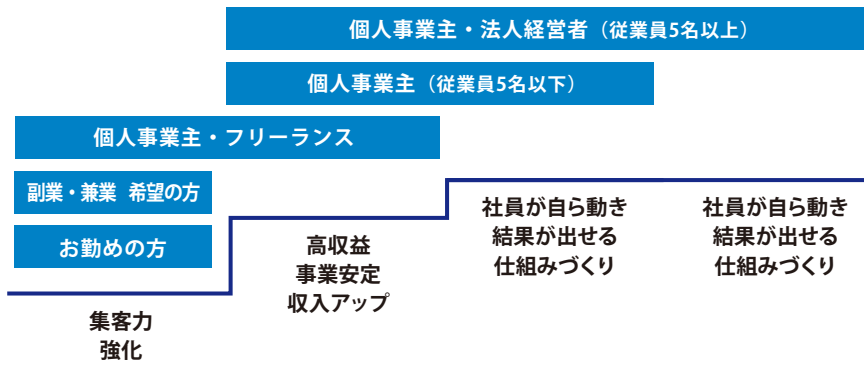 個人事業主・法人経営者（従業員5名以上）
個人事業主（従業員5名以下）
個人事業主・フリーランス
副業・兼業 希望の方
お勤めの方
集客力
強化
高収益
事業安定
収入アップ
社員が自ら動き
結果が出せる
仕組みづくり
社員が自ら動き
結果が出せる
仕組みづくり